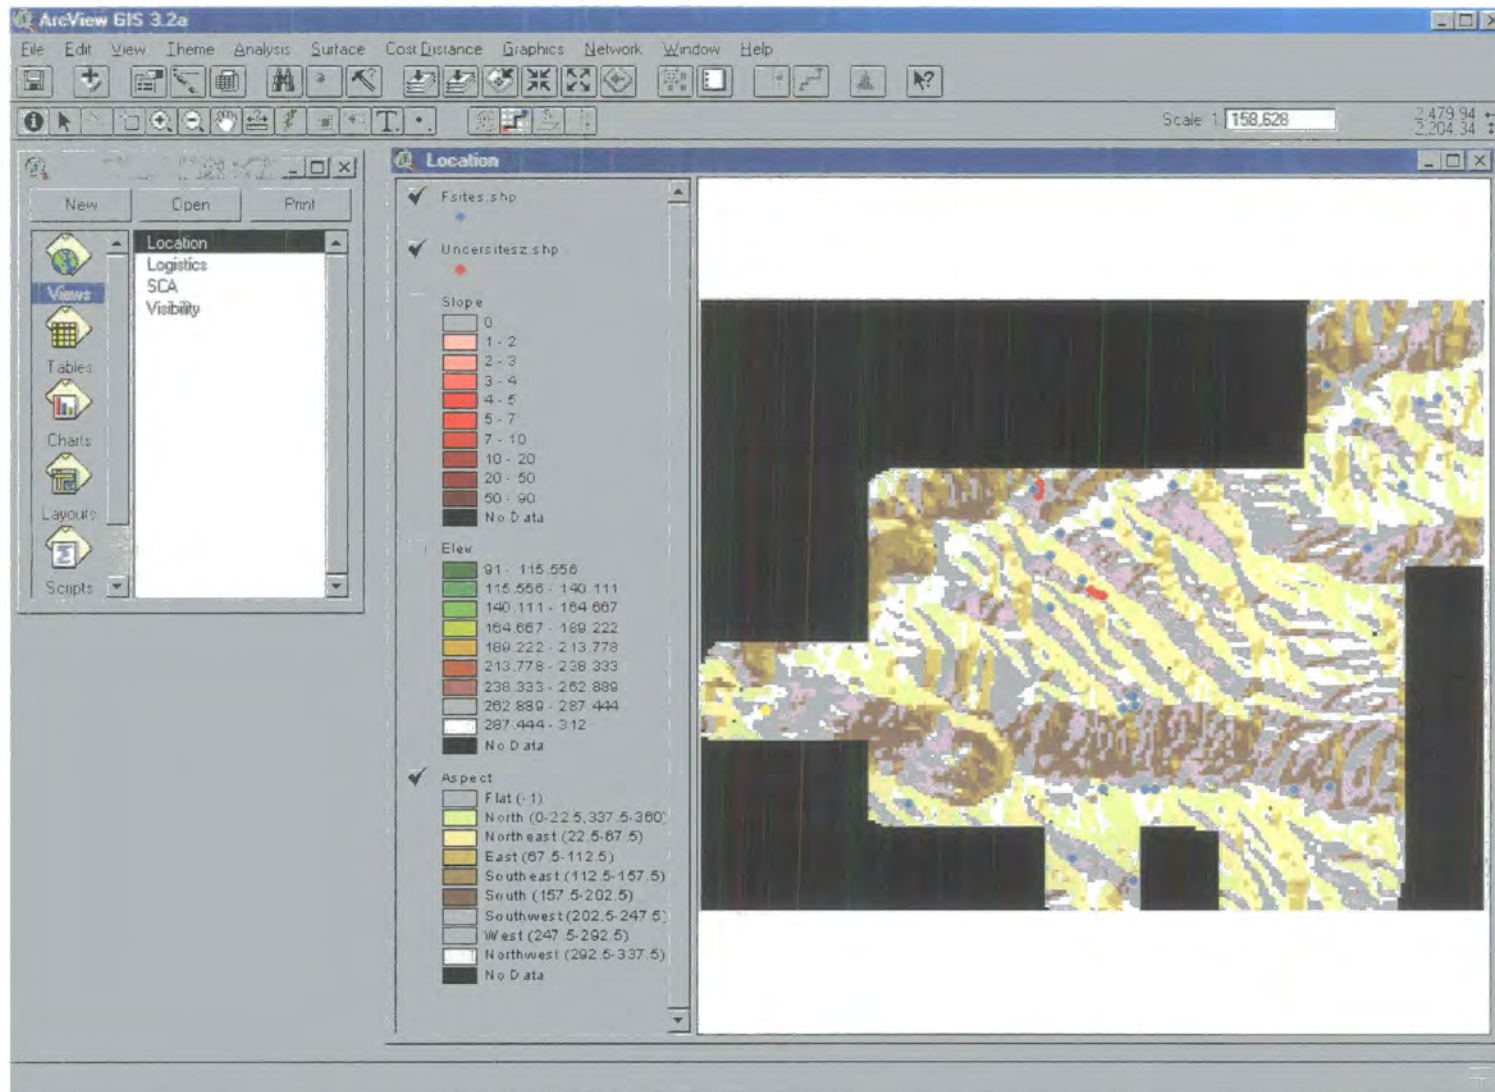 ArcView GIS 3.2a
File Edit View Theme Analysis Surface Cost Distance Graphics Network Window Help
Scale 1: 158,628
2,479.94
2,204.34
New Open Print
Views
Tables
Charts
Layouts
Scripts
Location
Logistics
SCA
Visibility
Location
Fsites.shp
Uncersitesz.shp
Slope
0
1 - 2
2 - 3
3 - 4
4 - 5
5 - 7
7 - 10
10 - 20
20 - 50
50 - 90
No Data
Elev
91 - 115.556
115.556 - 140.111
140.111 - 164.667
164.667 - 189.222
189.222 - 213.778
213.778 - 238.333
238.333 - 262.889
262.889 - 287.444
287.444 - 312
No Data
Aspect
Flat (-1)
North (0-22.5,337.5-360)
Northeast (22.5-67.5)
East (67.5-112.5)
Southeast (112.5-157.5)
South (157.5-202.5)
Southwest (202.5-247.5)
West (247.5-292.5)
Northwest (292.5-337.5)
No Data